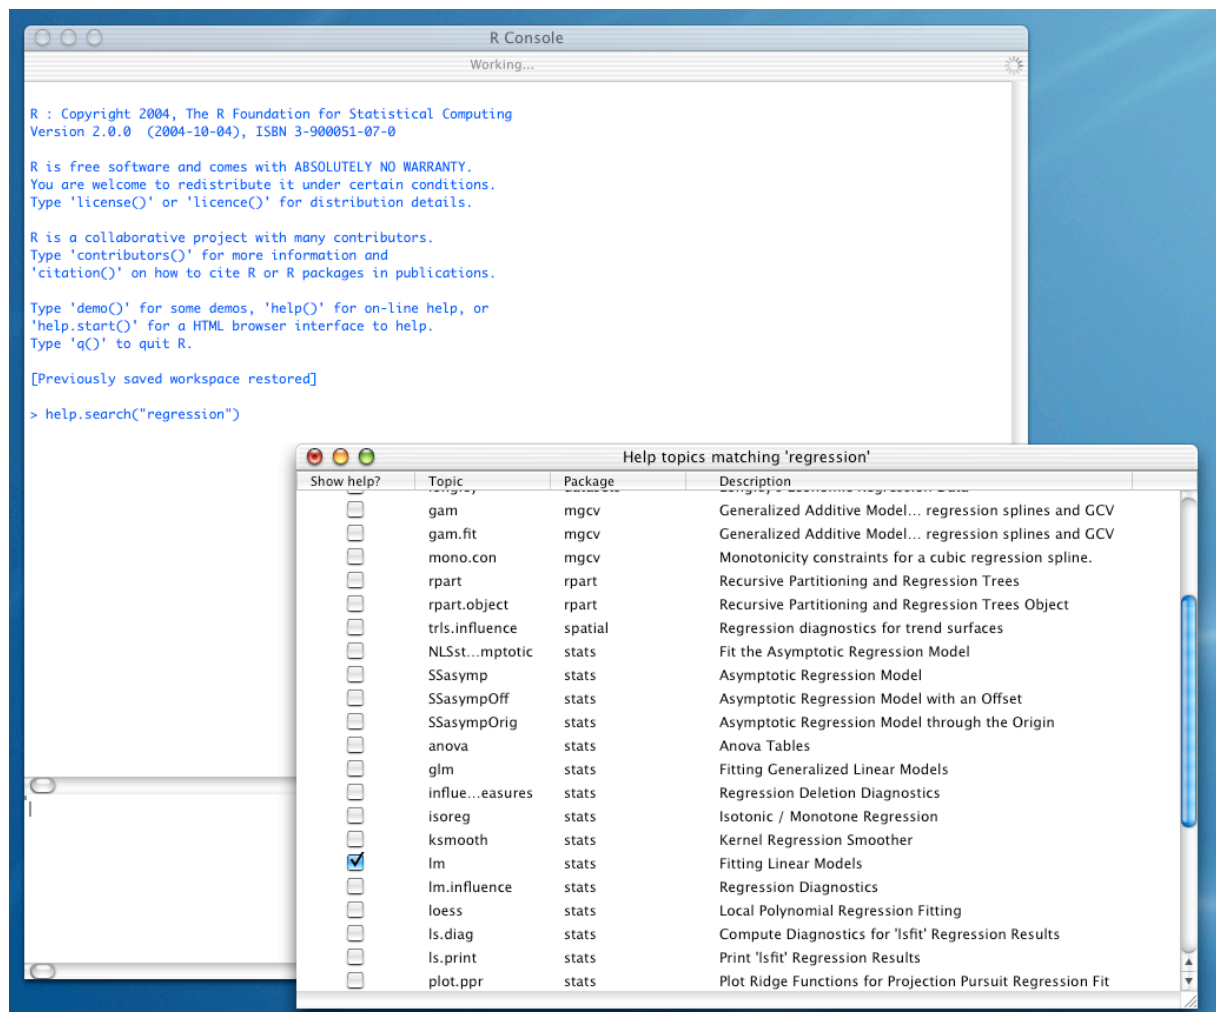 R Console
Working...
R : Copyright 2004, The R Foundation for Statistical Computing
Version 2.0.0  (2004-10-04), ISBN 3-900051-07-0
R is free software and comes with ABSOLUTELY NO WARRANTY.
You are welcome to redistribute it under certain conditions.
Type 'license()' or 'licence()' for distribution details.
R is a collaborative project with many contributors.
Type 'contributors()' for more information and
'citation()' on how to cite R or R packages in publications.
Type 'demo()' for some demos, 'help()' for on-line help, or
'help.start()' for a HTML browser interface to help.
Type 'q()' to quit R.
[Previously saved workspace restored]
> help.search("regression")
Help topics matching 'regression'
Show help? Topic Package Description
gam mgcv Generalized Additive Model... regression splines and GCV
gam.fit mgcv Generalized Additive Model... regression splines and GCV
mono.con mgcv Monotonicity constraints for a cubic regression spline.
rpart rpart Recursive Partitioning and Regression Trees
rpart.object rpart Recursive Partitioning and Regression Trees Object
trls.influence spatial Regression diagnostics for trend surfaces
NLSst...mptotic stats Fit the Asymptotic Regression Model
SSasymp stats Asymptotic Regression Model
SSasympOff stats Asymptotic Regression Model with an Offset
SSasympOrig stats Asymptotic Regression Model through the Origin
anova stats Anova Tables
glm stats Fitting Generalized Linear Models
influe...easures stats Regression Deletion Diagnostics
isoreg stats Isotonic / Monotone Regression
ksmooth stats Kernel Regression Smoother
lm stats Fitting Linear Models
lm.influence stats Regression Diagnostics
loess stats Local Polynomial Regression Fitting
ls.diag stats Compute Diagnostics for 'lsfit' Regression Results
ls.print stats Print 'lsfit' Regression Results
plot.ppr stats Plot Ridge Functions for Projection Pursuit Regression Fit